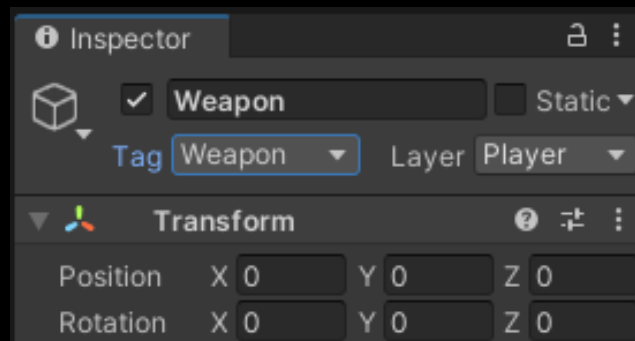 Inspector
Weapon Static
Tag Weapon Layer Player
Transform
Position X 0 Y 0 Z 0
Rotation X 0 Y 0 Z 0